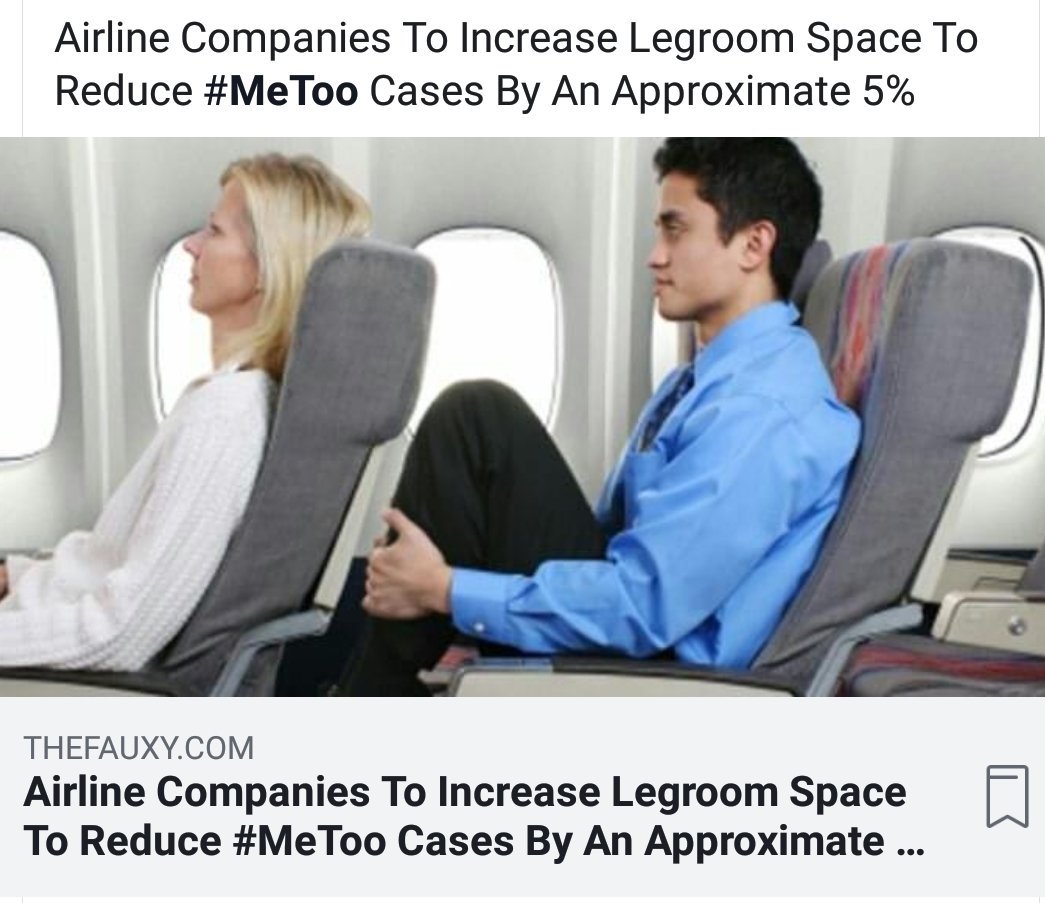 Airline Companies To Increase Legroom Space To
Reduce #MeToo Cases By An Approximate 5%
THEFAUXY.COM
Airline Companies To Increase Legroom Space
To Reduce #MeToo Cases By An Approximate ...